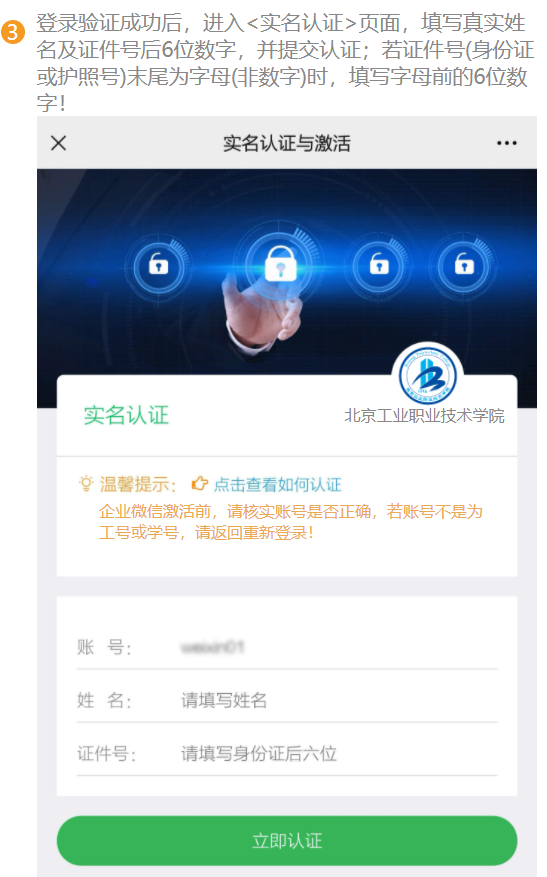 3 登录验证成功后，进入<实名认证>页面，填写真实姓
名及证件号后6位数字，并提交认证；若证件号(身份证
或护照号)末尾为字母(非数字)时，填写字母前的6位数
字！
实名认证与激活
实名认证
北京工业职业技术学院
温馨提示： 点击查看如何认证
企业微信激活前，请核实账号是否正确，若账号不是为
工号或学号，请返回重新登录！
账 号： weixin01
姓 名： 请填写姓名
证件号： 请填写身份证后六位
立即认证